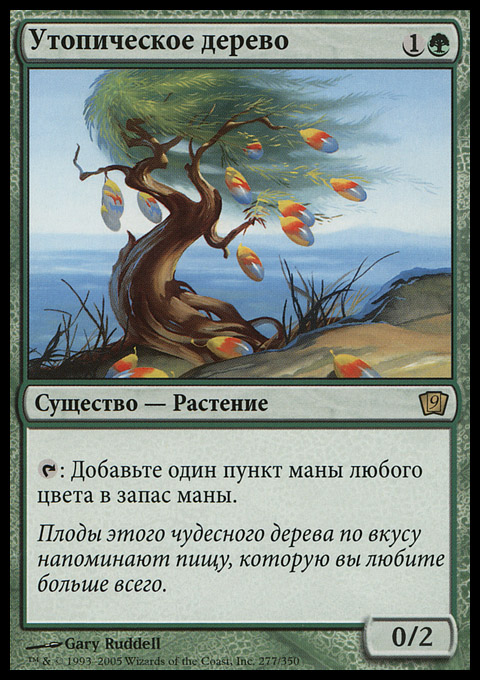 Утопическое дерево 1
Существо — Растение 9
: Добавьте один пункт маны любого
цвета в запас маны.
Плоды этого чудесного дерева по вкусу
напоминают пищу, которую вы любите
больше всего.
Gary Ruddell
0/2
™ & © 1993–2005 Wizards of the Coast, Inc. 277/350